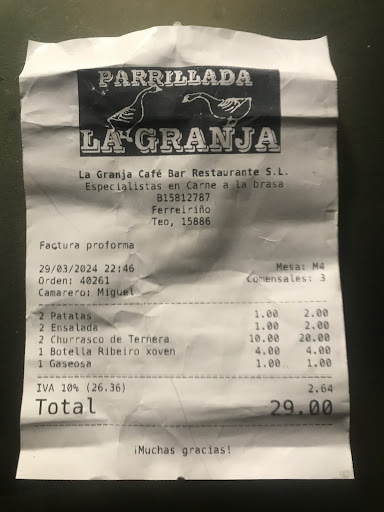 PARRILLADA
LA GRANJA
La Granja Café Bar Restaurante S.L.
Especialistas en Carne a la brasa
B15812787
Ferreiriño
Teo, 15886
Factura proforma
29/03/2024 22:46 Mesa: M4
Orden: 40261 Comensales: 3
Camarero: Miguel
2 Patatas 1.00 2.00
2 Ensalada 1.00 2.00
2 Churrasco de Ternera 10.00 20.00
1 Botella Ribeiro xoven 4.00 4.00
1 Gaseosa 1.00 1.00
IVA 10% (26.36) 2.64
Total 29.00
¡Muchas gracias!